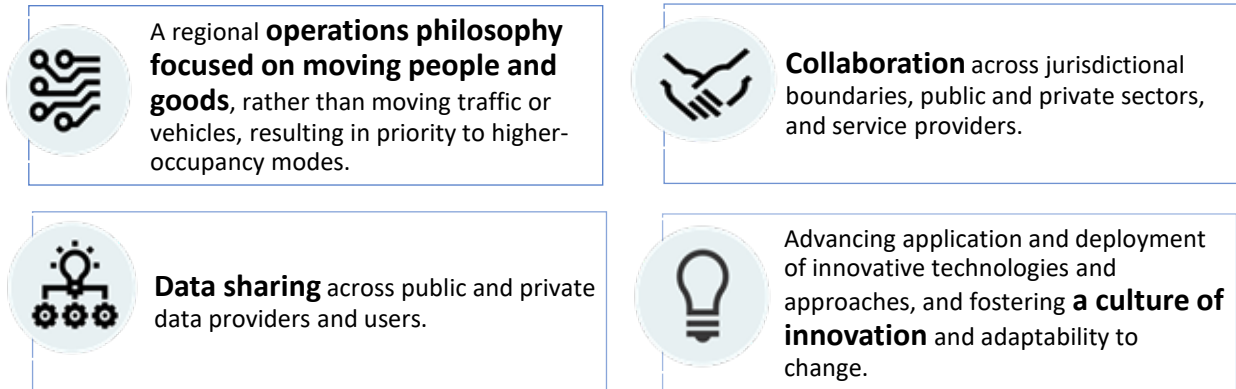 A regional operations philosophy
focused on moving people and
goods, rather than moving traffic or
vehicles, resulting in priority to higher-
occupancy modes.
Collaboration across jurisdictional
boundaries, public and private sectors,
and service providers.
Data sharing across public and private
data providers and users.
Advancing application and deployment
of innovative technologies and
approaches, and fostering a culture of
innovation and adaptability to
change.